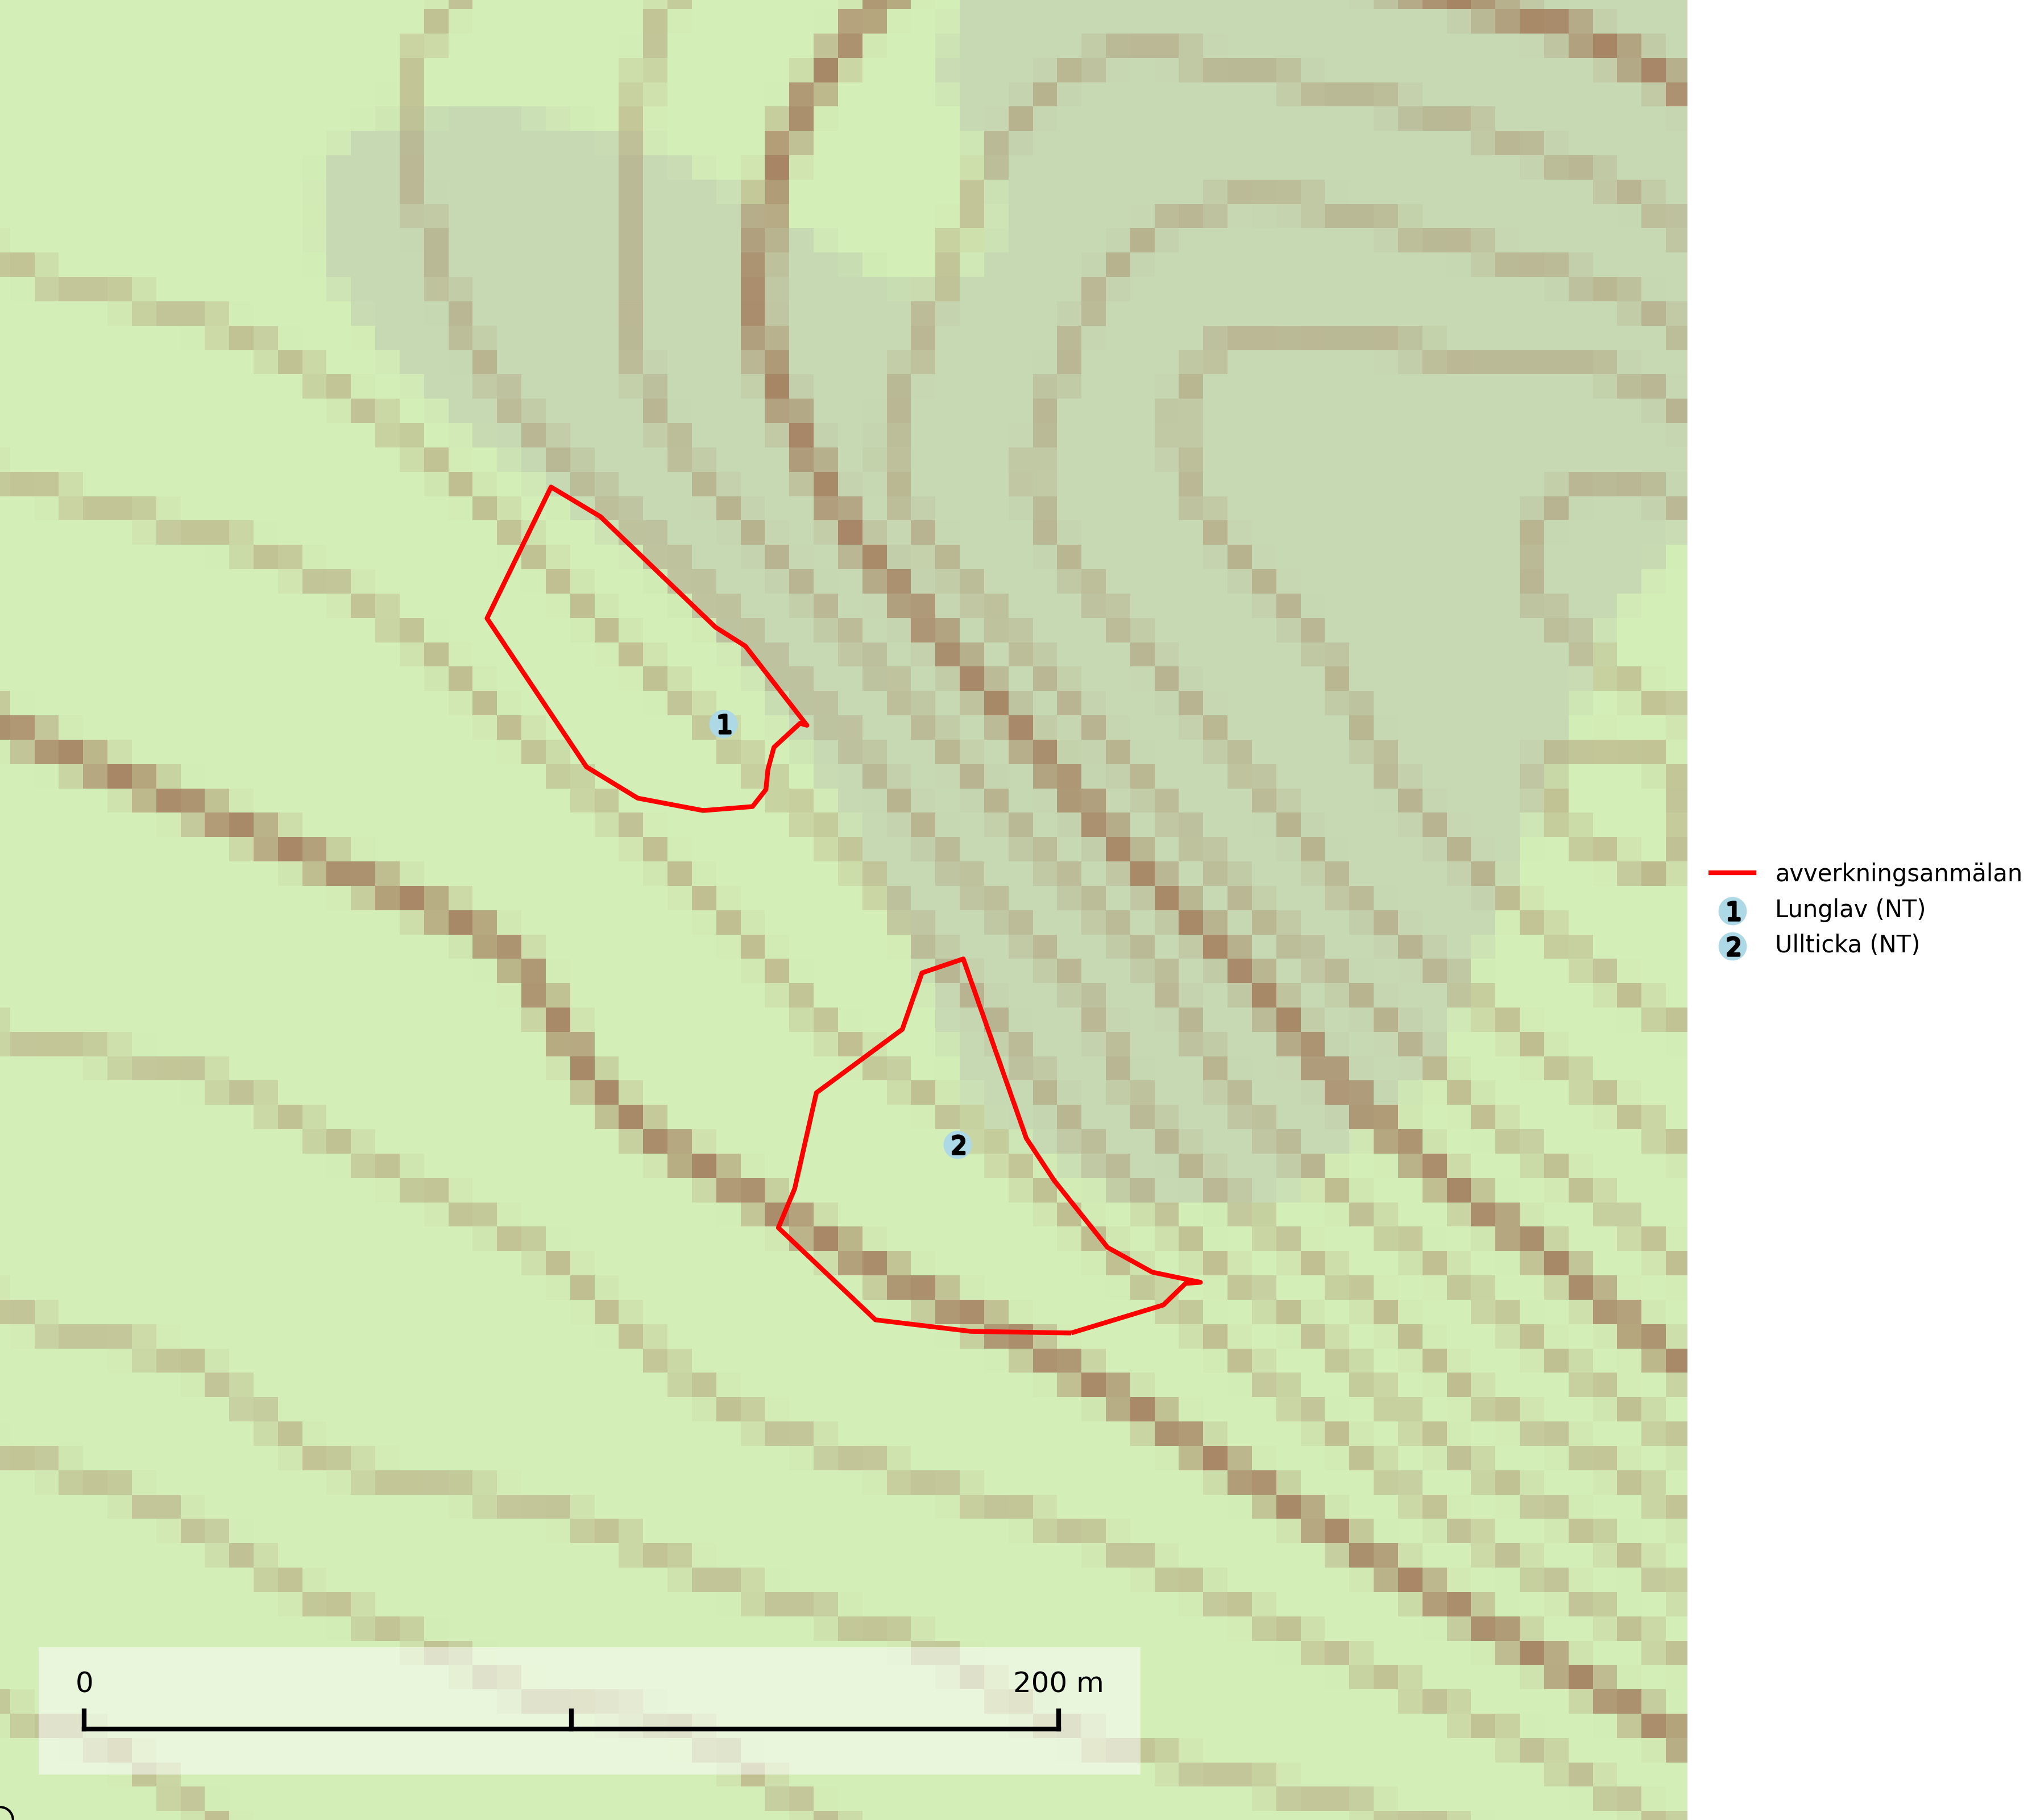 1
2
avverkningsanmälan
1 Lunglav (NT)
2 Ullticka (NT)
0 200 m